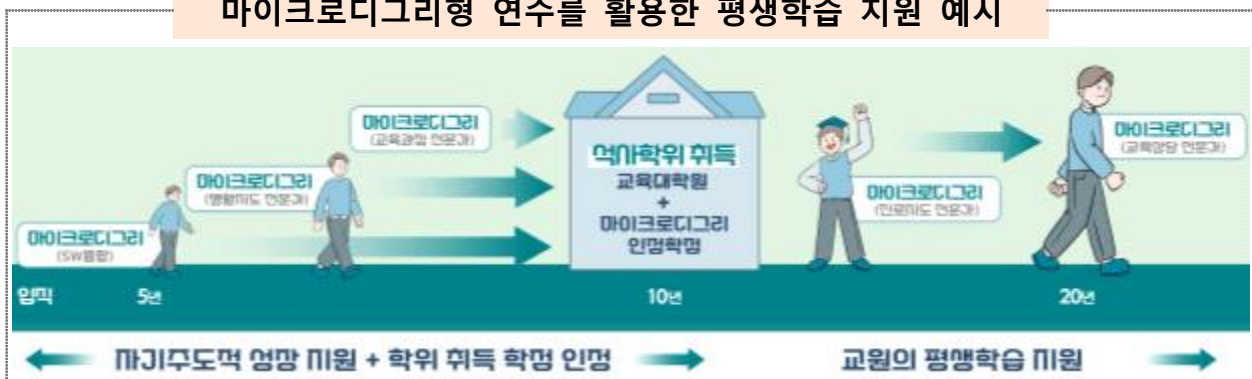 마이크로디그리형 연수를 활용한 평생학습 지원 예시
마이크로디그리
(교육과정 전문가)
마이크로디그리
(생활지도 전문가)
마이크로디그리
(SW융합)
석사학위 취득
교육대학원
+
마이크로디그리
인정학점
마이크로디그리
(진로지도 전문가)
마이크로디그리
(교육상담 전문가)
입직
5년
10년
20년
자기주도적 성장 지원 + 학위 취득 학점 인정
교원의 평생학습 지원